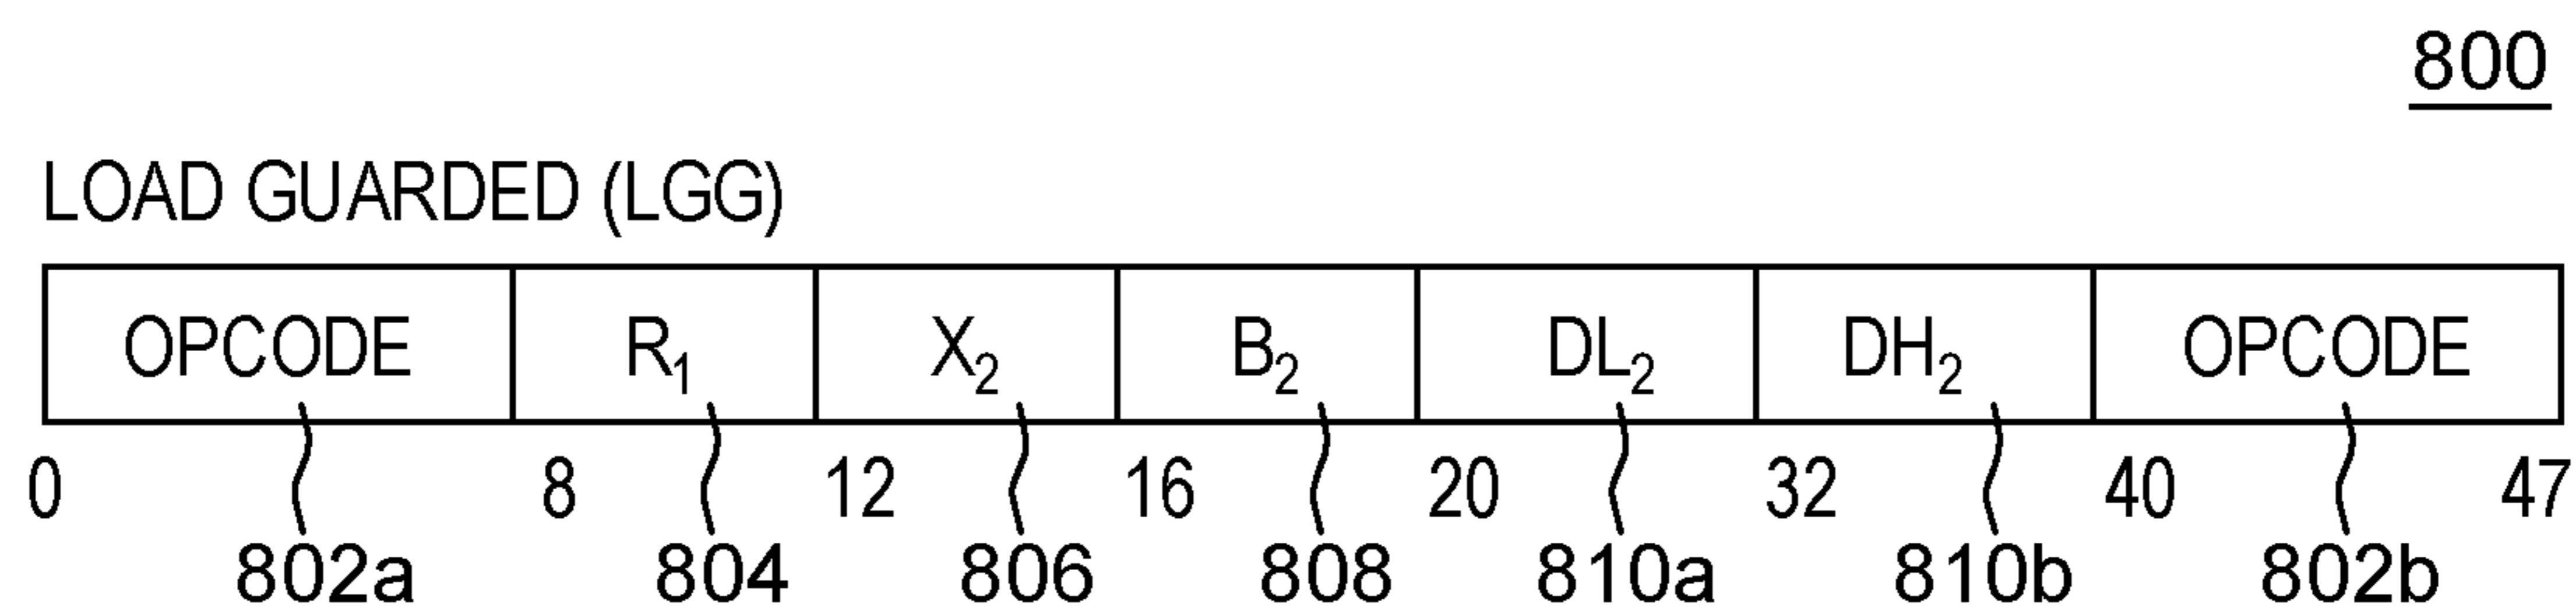 800
LOAD GUARDED (LGG)
OPCODE R₁ X₂ B₂ DL₂ DH₂ OPCODE
0 8 12 16 20 32 40 47
802a 804 806 808 810a 810b 802b